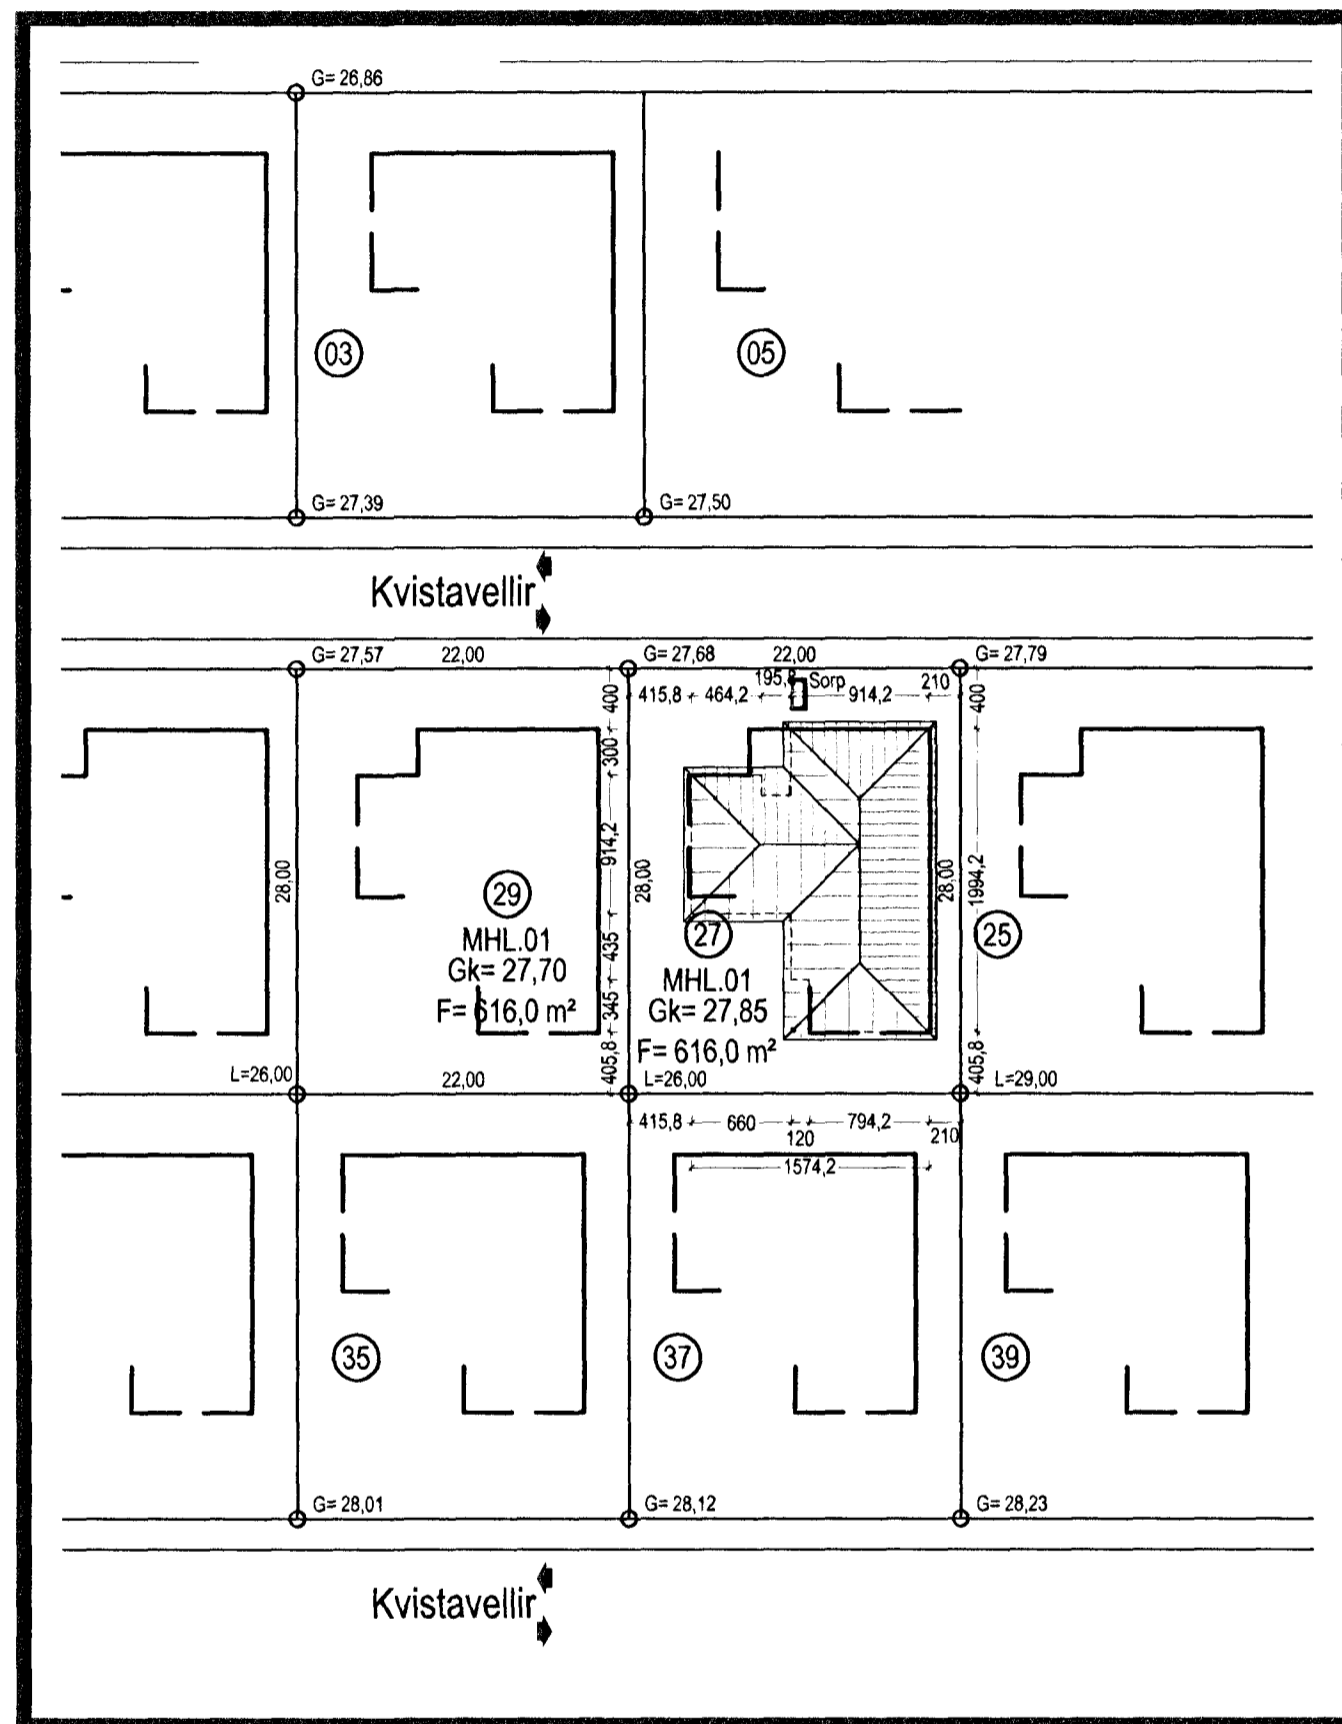 G= 26,86
03
05
G= 27,39
G= 27,50
Kvistavellir
G= 27,57
22,00
G= 27,68
22,00
G= 27,79
195,8
Sorp
210
415,8
464,2
914,2
400
400
300
914,2
28,00
28,00
28,00
1994,2
29
27
25
MHL.01
Gk= 27,70
F= 616,0 m²
435
345
405,8
MHL.01
Gk= 27,85
F= 616,0 m²
405,8
L=26,00
22,00
L=26,00
L=29,00
415,8
660
120
794,2
210
1574,2
35
37
39
G= 28,01
G= 28,12
G= 28,23
Kvistavellir